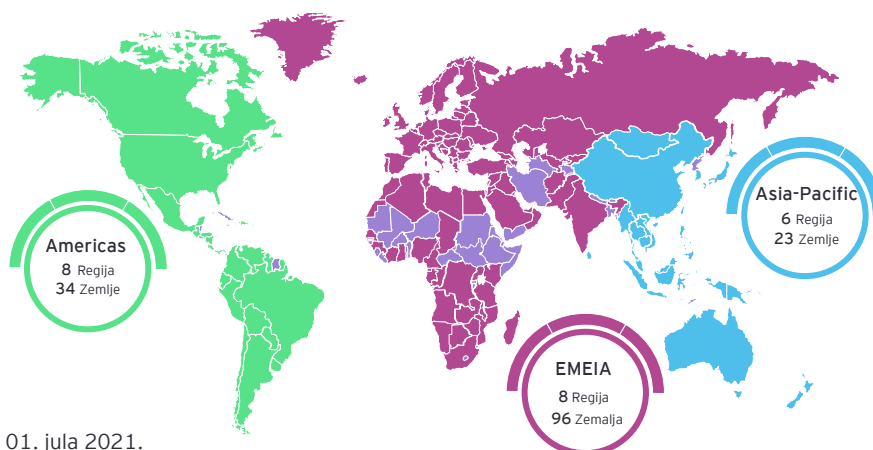 Americas
8 Regija
34 Zemlje
Asia-Pacific
6 Regija
23 Zemlje
EMEIA
8 Regija
96 Zemalja
01. jula 2021.